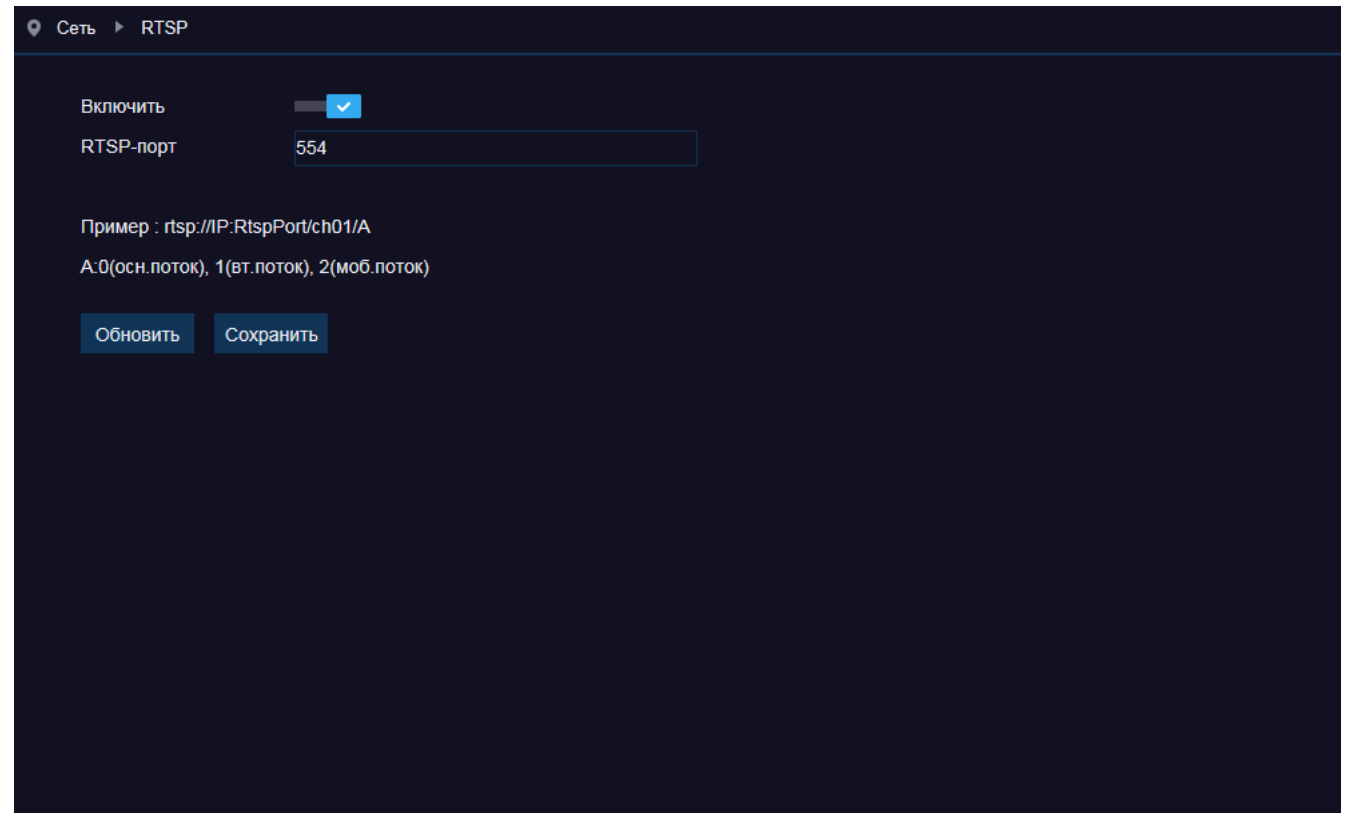 Сеть RTSP
Включить
RTSP-порт 554
Пример : rtsp://IP:RtspPort/ch01/A
A:0(осн.поток), 1(вт.поток), 2(моб.поток)
Обновить Сохранить